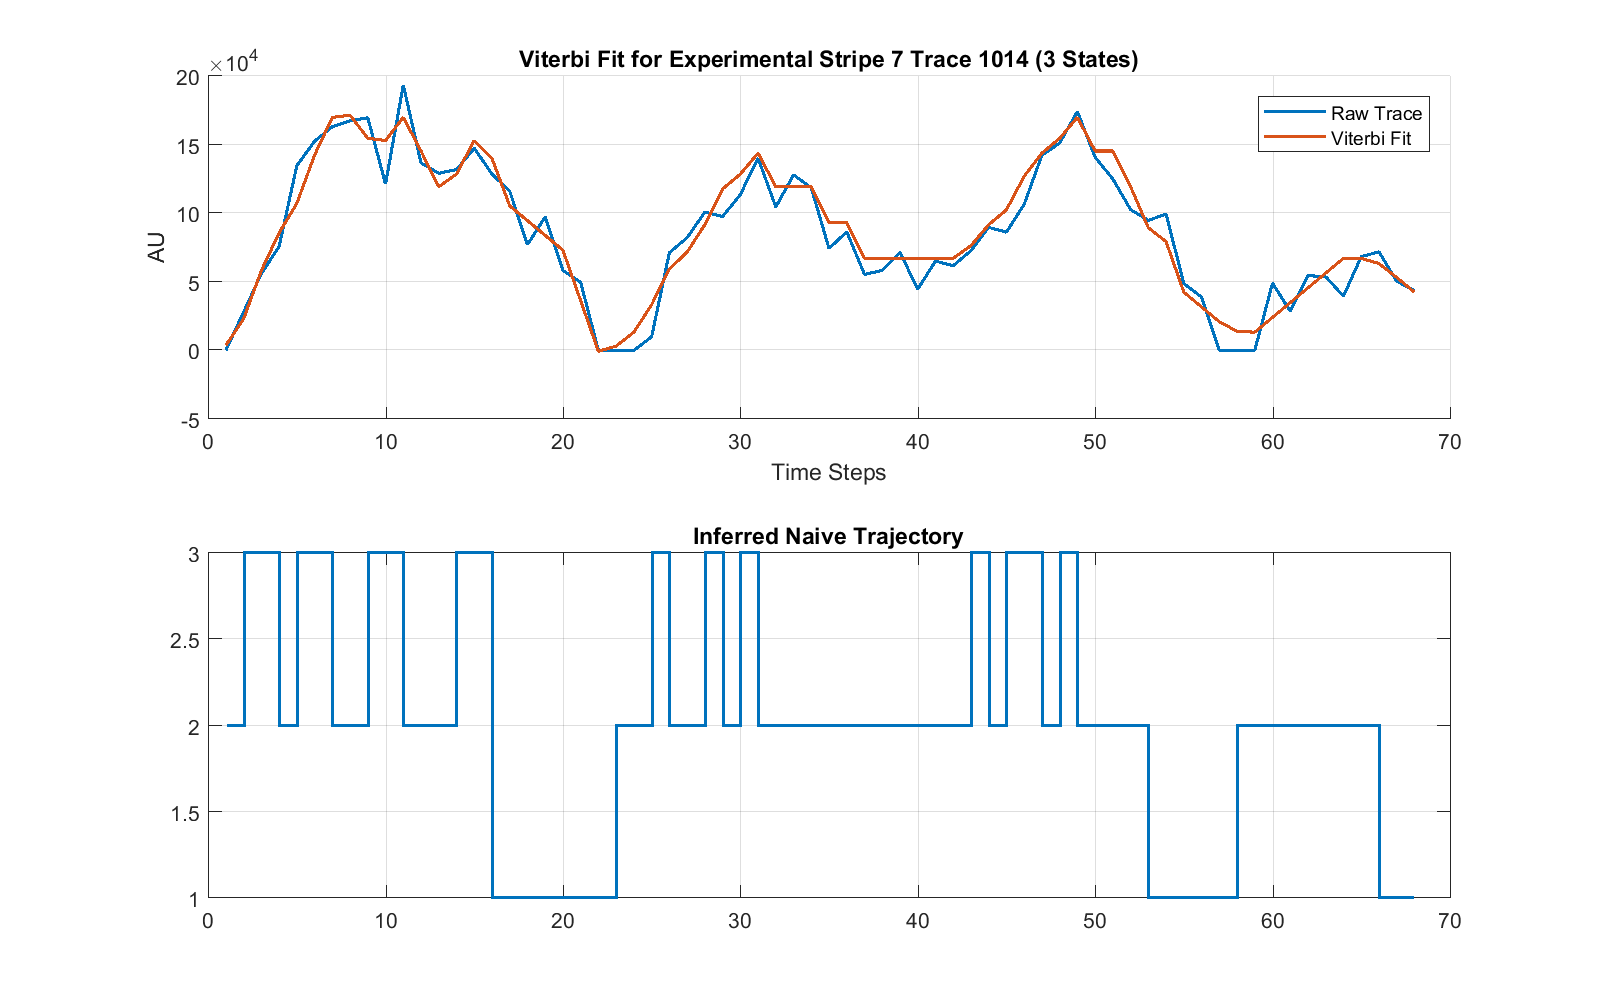 Viterbi Fit for Experimental Stripe 7 Trace 1014 (3 States)
×10⁴
20
15
10
5
0
-5
AU
Raw Trace
Viterbi Fit
0 10 20 30 40 50 60 70
Time Steps
Inferred Naive Trajectory
3
2.5
2
1.5
1
0 10 20 30 40 50 60 70